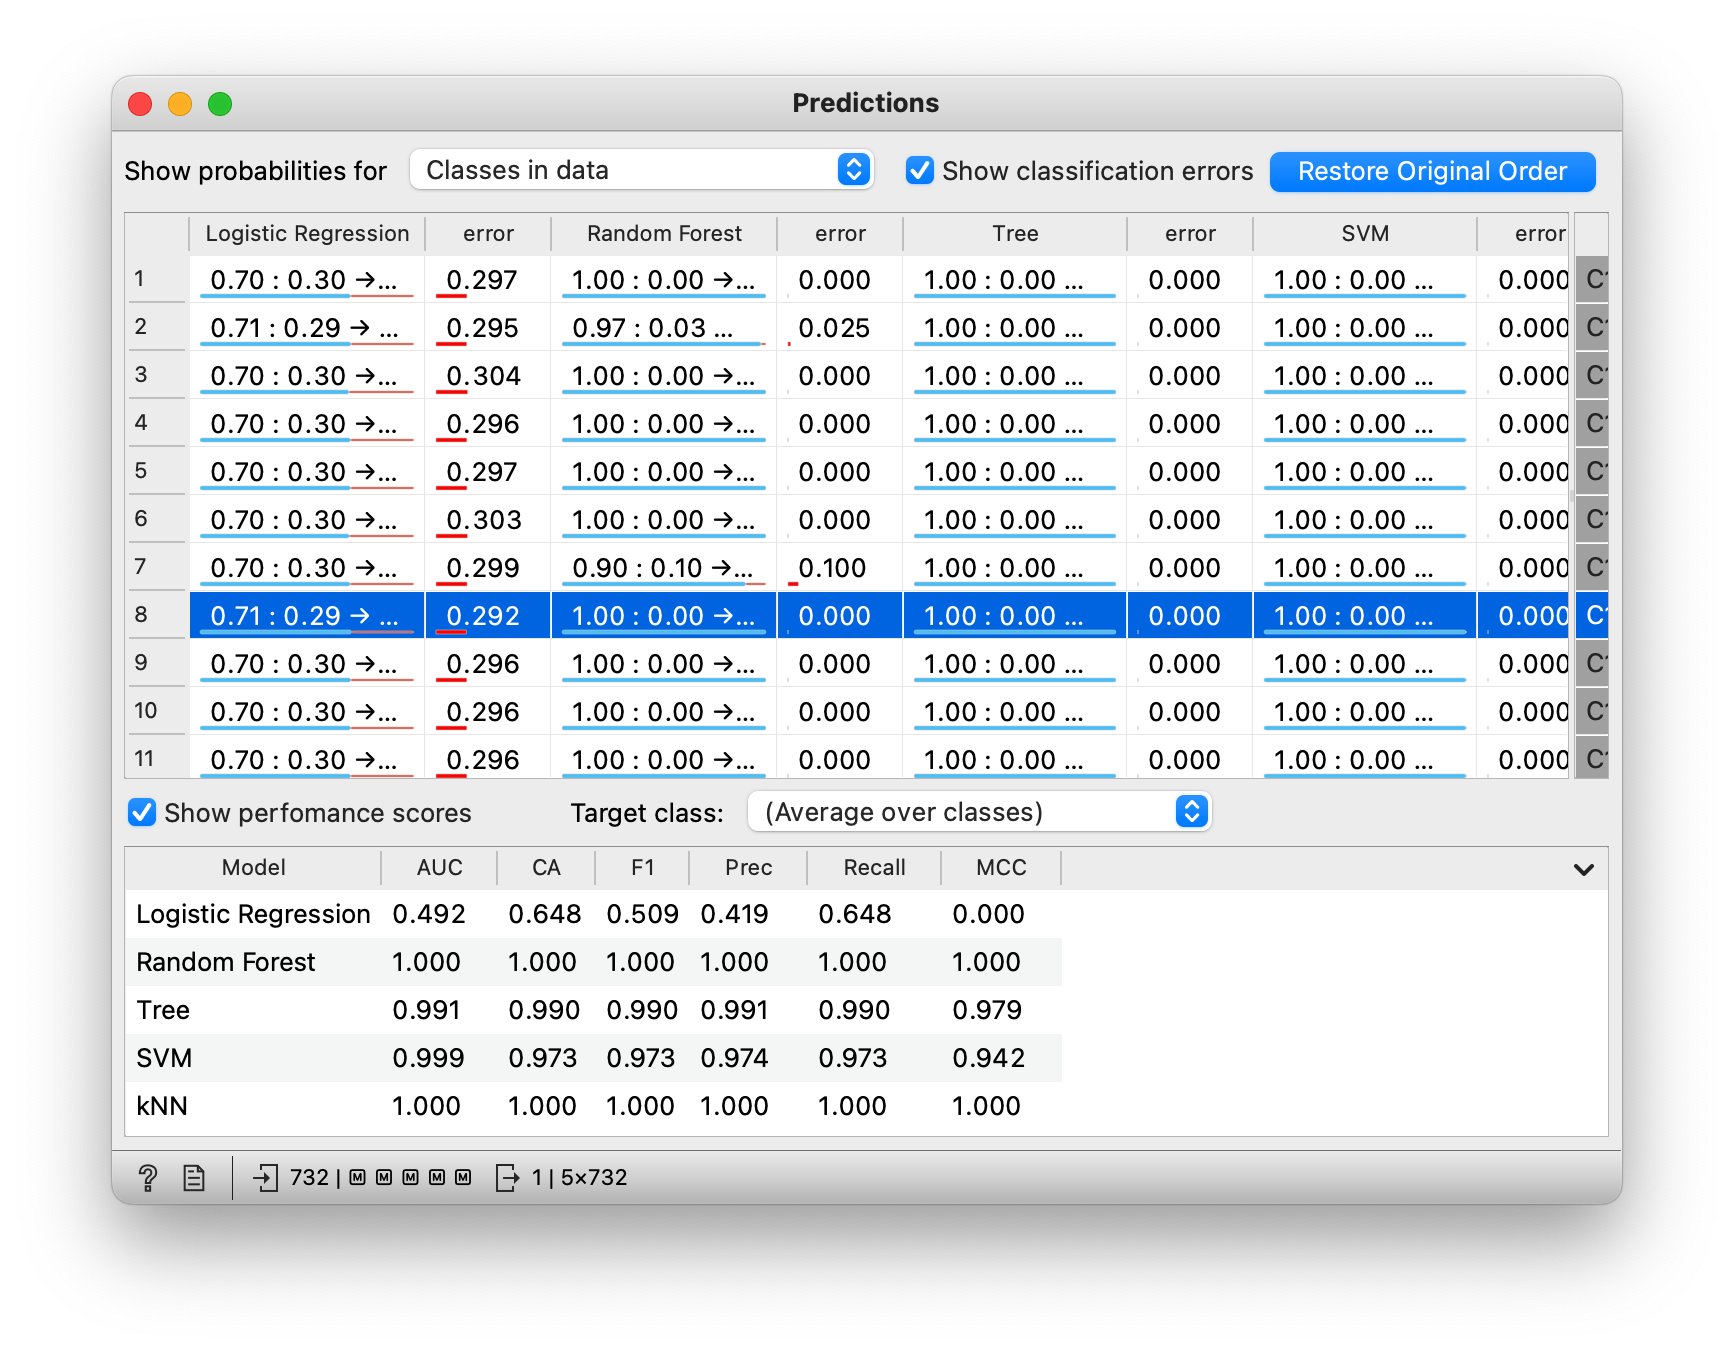 Predictions
Show probabilities for Classes in data Show classification errors Restore Original Order
Logistic Regression error Random Forest error Tree error SVM error
1 0.70 : 0.30 →... 0.297 1.00 : 0.00 →... 0.000 1.00 : 0.00 ... 0.000 1.00 : 0.00 ... 0.000
2 0.71 : 0.29 → ... 0.295 0.97 : 0.03 ... 0.025 1.00 : 0.00 ... 0.000 1.00 : 0.00 ... 0.000
3 0.70 : 0.30 →... 0.304 1.00 : 0.00 →... 0.000 1.00 : 0.00 ... 0.000 1.00 : 0.00 ... 0.000
4 0.70 : 0.30 →... 0.296 1.00 : 0.00 →... 0.000 1.00 : 0.00 ... 0.000 1.00 : 0.00 ... 0.000
5 0.70 : 0.30 →... 0.297 1.00 : 0.00 →... 0.000 1.00 : 0.00 ... 0.000 1.00 : 0.00 ... 0.000
6 0.70 : 0.30 →... 0.303 1.00 : 0.00 →... 0.000 1.00 : 0.00 ... 0.000 1.00 : 0.00 ... 0.000
7 0.70 : 0.30 →... 0.299 0.90 : 0.10 →... 0.100 1.00 : 0.00 ... 0.000 1.00 : 0.00 ... 0.000
8 0.71 : 0.29 → ... 0.292 1.00 : 0.00 →... 0.000 1.00 : 0.00 ... 0.000 1.00 : 0.00 ... 0.000
9 0.70 : 0.30 →... 0.296 1.00 : 0.00 →... 0.000 1.00 : 0.00 ... 0.000 1.00 : 0.00 ... 0.000
10 0.70 : 0.30 →... 0.296 1.00 : 0.00 →... 0.000 1.00 : 0.00 ... 0.000 1.00 : 0.00 ... 0.000
11 0.70 : 0.30 →... 0.296 1.00 : 0.00 →... 0.000 1.00 : 0.00 ... 0.000 1.00 : 0.00 ... 0.000
Show perfomance scores Target class: (Average over classes)
Model AUC CA F1 Prec Recall MCC
Logistic Regression 0.492 0.648 0.509 0.419 0.648 0.000
Random Forest 1.000 1.000 1.000 1.000 1.000 1.000
Tree 0.991 0.990 0.990 0.991 0.990 0.979
SVM 0.999 0.973 0.973 0.974 0.973 0.942
kNN 1.000 1.000 1.000 1.000 1.000 1.000
? 732 | M M M M M 1 | 5×732